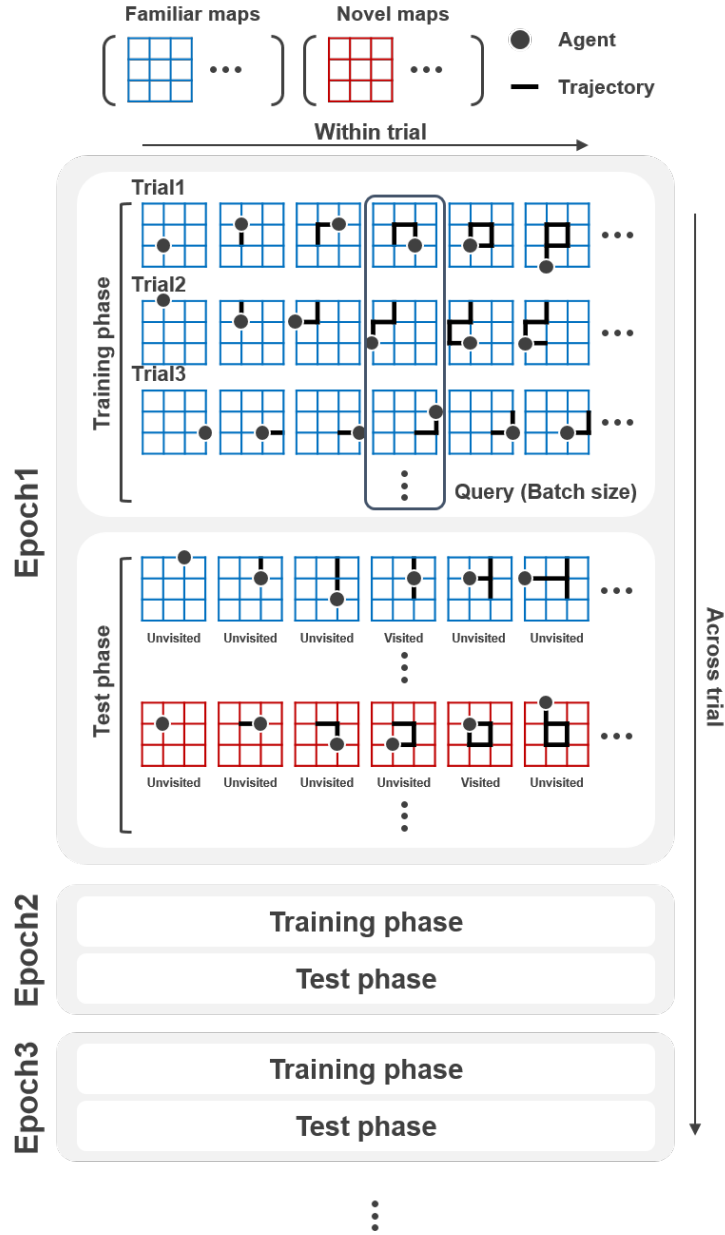 Familiar maps
Novel maps
Agent
Trajectory
Within trial
Epoch1
Training phase
Trial1
Trial2
Trial3
Query (Batch size)
Test phase
Unvisited Unvisited Unvisited Visited Unvisited Unvisited
Unvisited Unvisited Unvisited Unvisited Visited Unvisited
Across trial
Epoch2
Training phase
Test phase
Epoch3
Training phase
Test phase